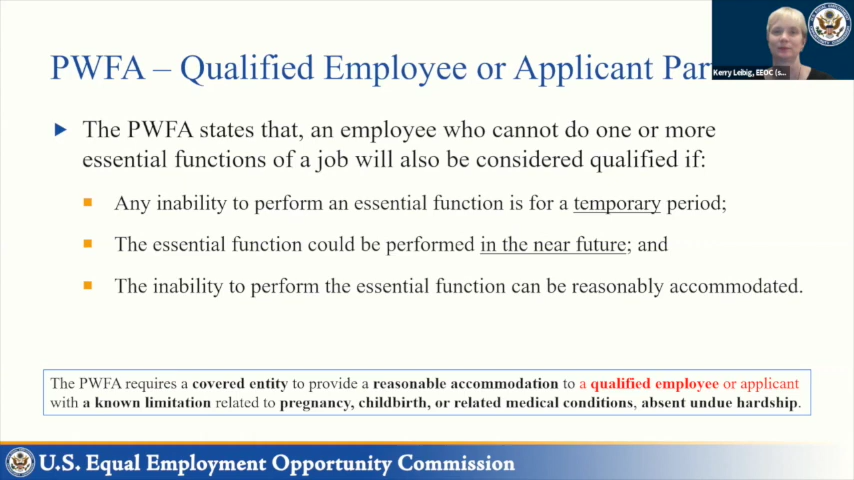 PWFA – Qualified Employee or Applicant Par
Kerry Leibig, EEOC (s...
The PWFA states that, an employee who cannot do one or more
essential functions of a job will also be considered qualified if:
Any inability to perform an essential function is for a temporary period;
The essential function could be performed in the near future; and
The inability to perform the essential function can be reasonably accommodated.
The PWFA requires a covered entity to provide a reasonable accommodation to a qualified employee or applicant
with a known limitation related to pregnancy, childbirth, or related medical conditions, absent undue hardship.
U.S. Equal Employment Opportunity Commission